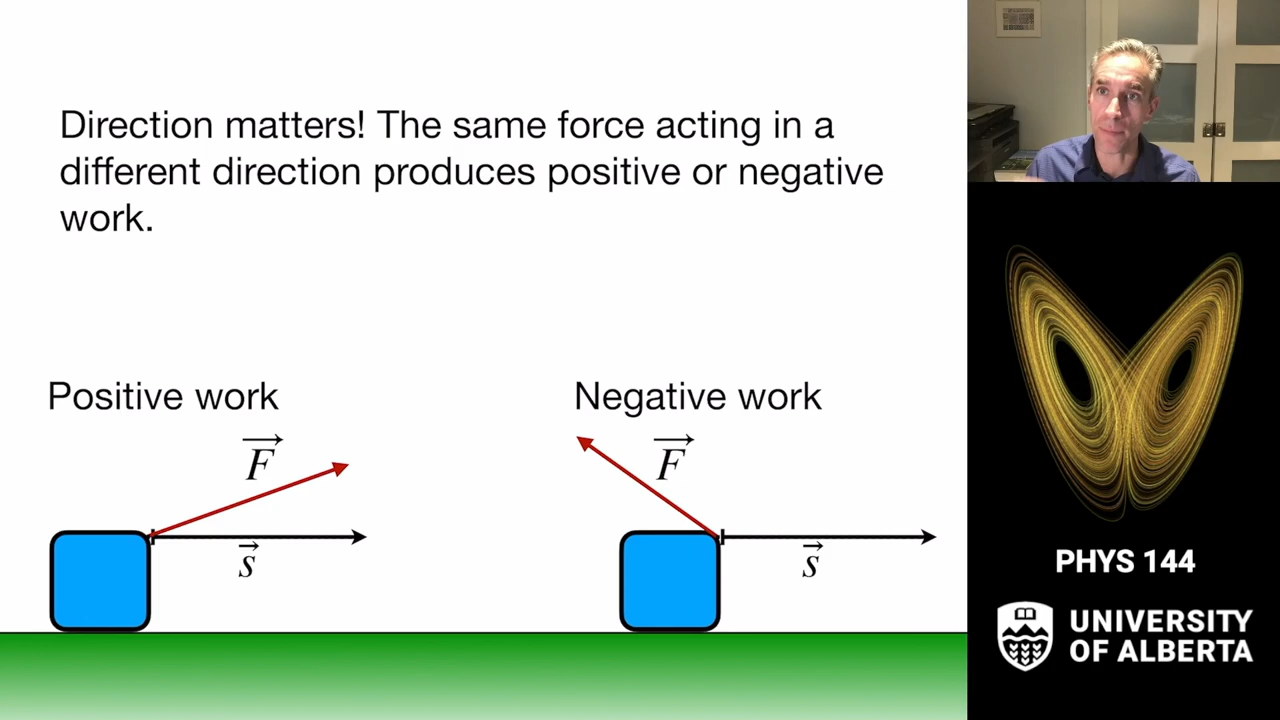 Direction matters! The same force acting in a
different direction produces positive or negative
work.
Positive work
Negative work
F⃗
F⃗
s⃗
s⃗
PHYS 144
UNIVERSITY
OF ALBERTA